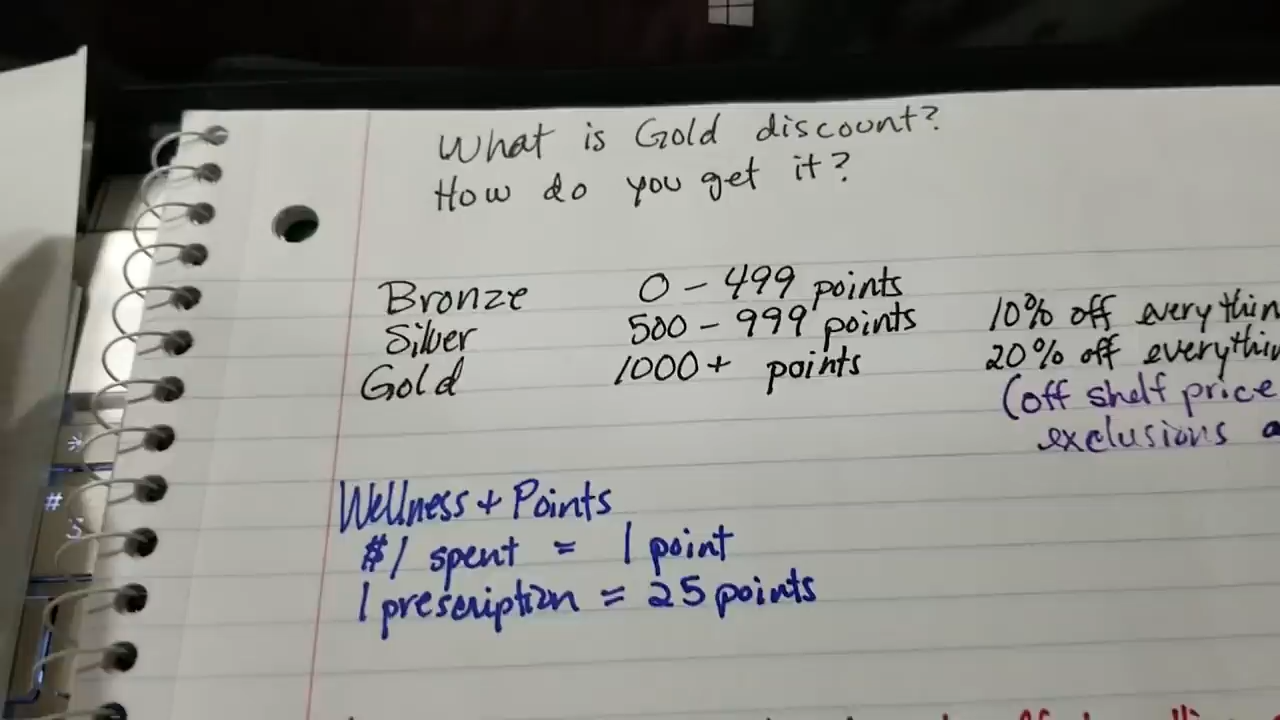 What is Gold discount?
How do you get it?
Bronze 0 - 499 points
Silver 500 - 999 points 10% off everythin
Gold 1000+ points 20% off everythin
(off shelf price
exclusions a
Wellness + Points
$1 spent = 1 point
1 prescription = 25 points